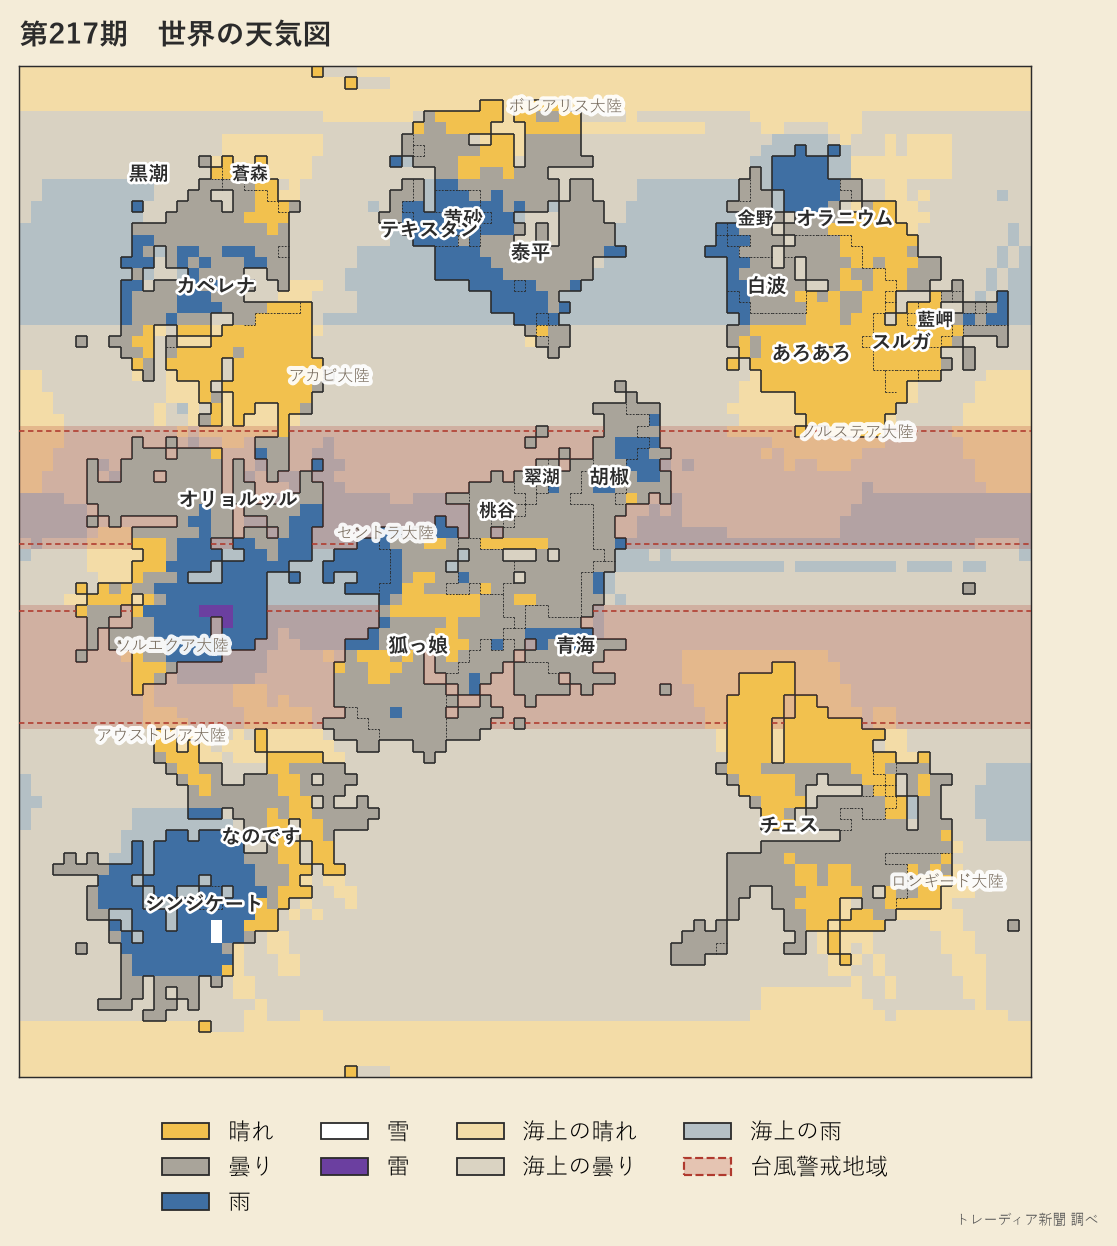 第217期　世界の天気図
ボレアリス大陸
黒潮
蒼森
テキスタン
黄砂
泰平
金野
オラニウム
カペレナ
白波
藍岬
スルガ
あろあろ
アカピ大陸
ノルステア大陸
オリョルッル
翠湖
胡椒
桃谷
セントラ大陸
ソルエクア大陸
狐っ娘
青海
アウストレア大陸
なのです
チェス
シンジケート
ロンギード大陸
晴れ
雪
海上の晴れ
海上の雨
曇り
雷
海上の曇り
台風警戒地域
雨
トレーディア新聞 調べ